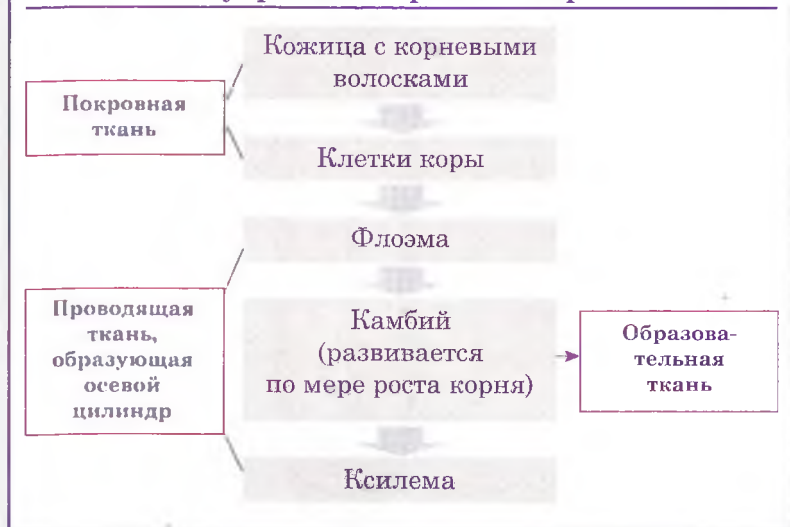 Кожица с корневыми
волосками
Покровная
ткань
Клетки коры
Флоэма
Проводящая
ткань,
образующая
осевой
цилиндр
Камбий
(развивается
по мере роста корня)
Образова-
тельная
ткань
Ксилема